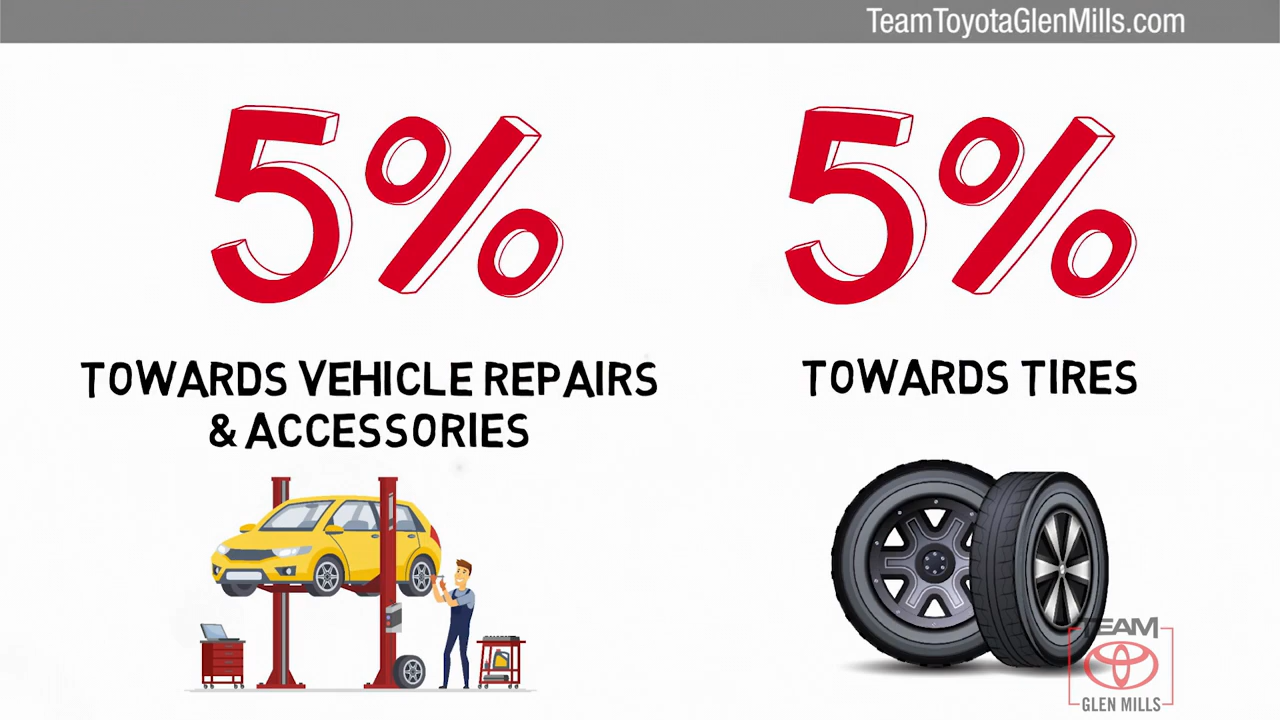 TeamToyotaGlenMills.com
5%
TOWARDS VEHICLE REPAIRS
& ACCESSORIES
5%
TOWARDS TIRES
TEAM
GLEN MILLS